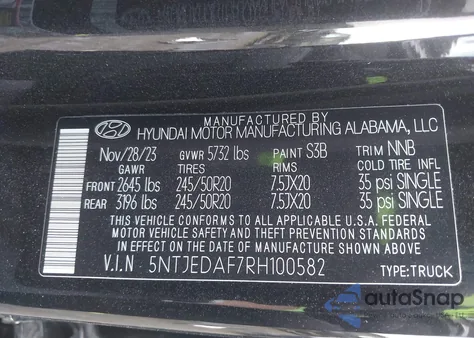 MANUFACTURED BY
HYUNDAI MOTOR MANUFACTURING ALABAMA, LLC
Nov/28/23 GVWR 5732 lbs PAINT S3B TRIM NNB
GAWR TIRES RIMS COLD TIRE INFL
FRONT 2645 lbs 245/50R20 7.5JX20 35 psi SINGLE
REAR 3196 lbs 245/50R20 7.5JX20 35 psi SINGLE
THIS VEHICLE CONFORMS TO ALL APPLICABLE U.S.A. FEDERAL
MOTOR VEHICLE SAFETY AND THEFT PREVENTION STANDARDS
IN EFFECT ON THE DATE OF MANUFACTURE SHOWN ABOVE.
V.I.N 5NTJEDAF7RH100582 TYPE:TRUCK
autoSnap